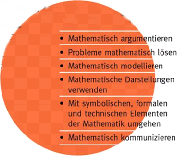 • Mathematisch argumentieren
• Probleme mathematisch lösen
• Mathematisch modellieren
• Mathematische Darstellungen
verwenden
• Mit symbolischen, formalen
und technischen Elementen
der Mathematik umgehen
• Mathematisch kommunizieren